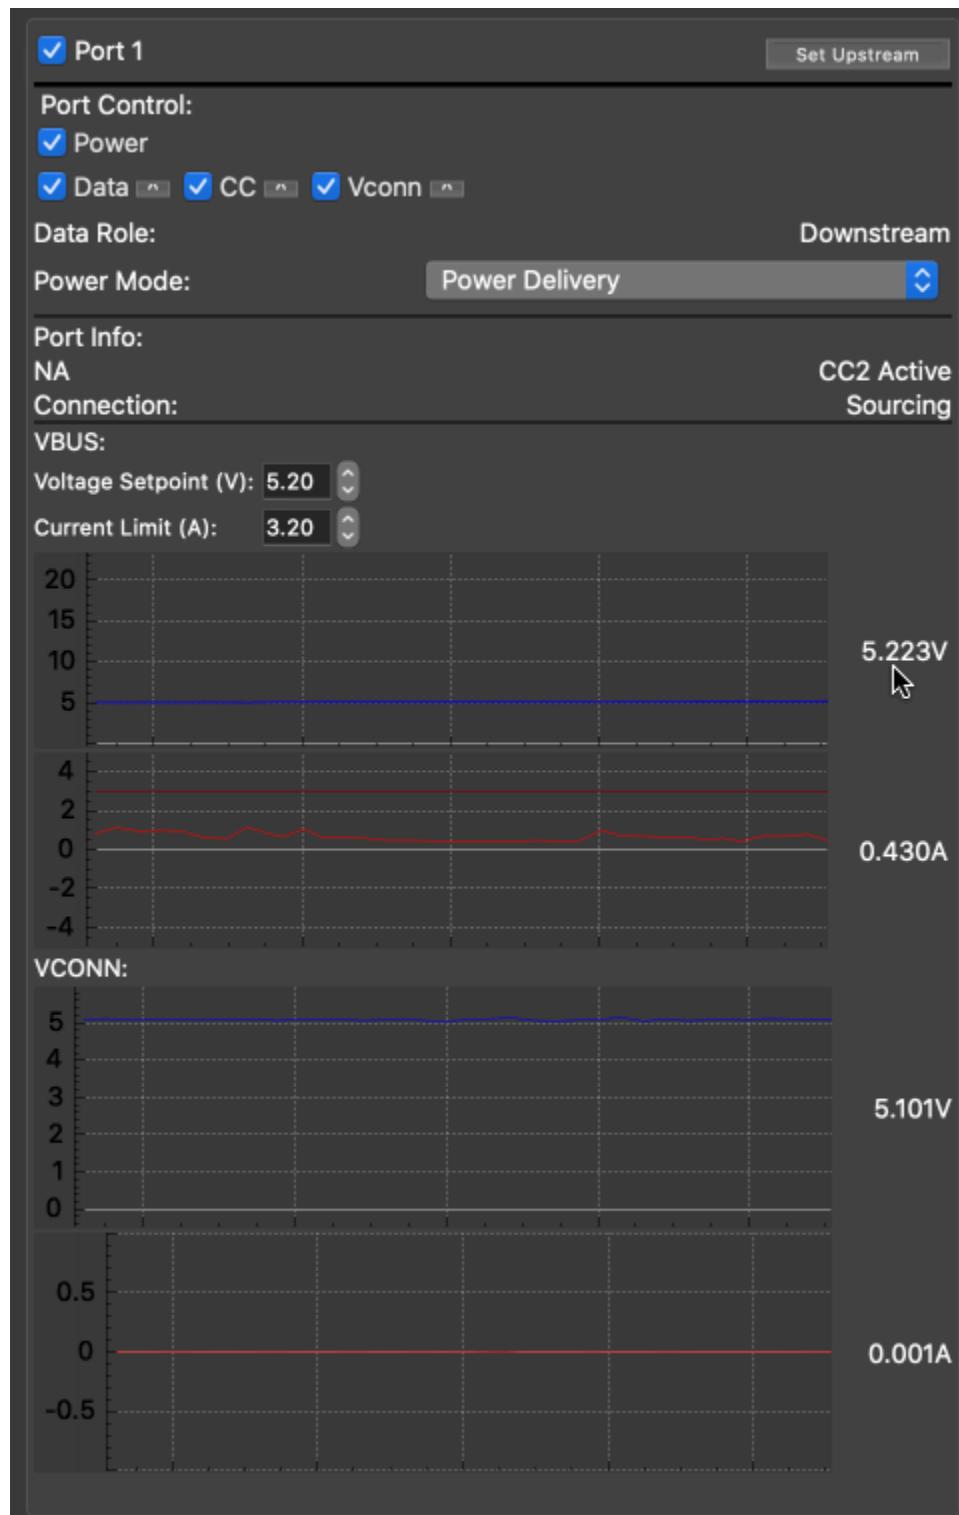 Port 1 Set Upstream
Port Control:
Power
Data CC Vconn
Data Role: Downstream
Power Mode: Power Delivery
Port Info:
NA CC2 Active
Connection: Sourcing
VBUS:
Voltage Setpoint (V): 5.20
Current Limit (A): 3.20
20
15
10
5
5.223V
4
2
0
-2
-4
0.430A
VCONN:
5
4
3
2
1
0
5.101V
0.5
0
-0.5
0.001A